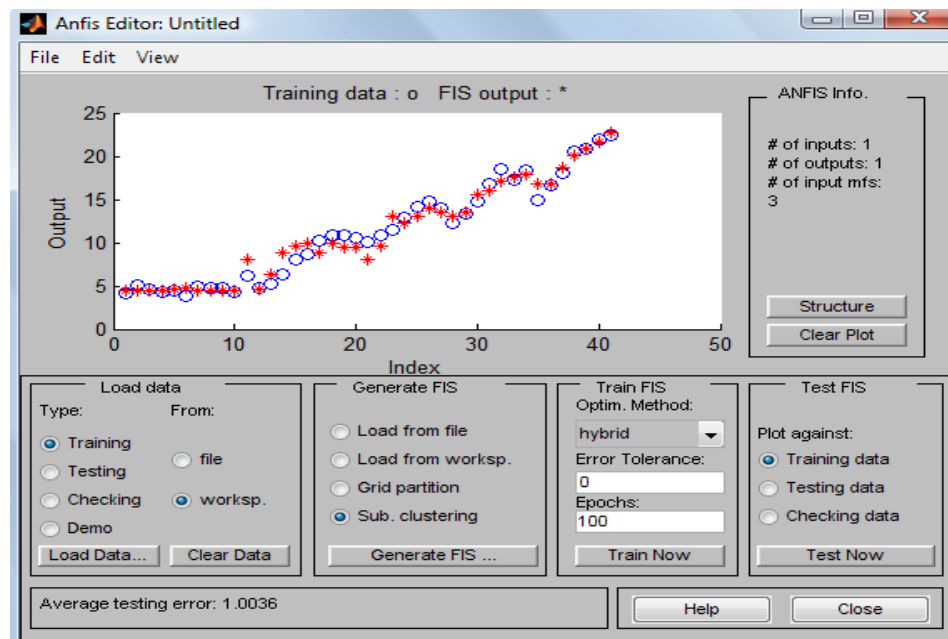 Anfis Editor: Untitled
File Edit View
Training data : o FIS output : *
25
20
15
10
5
0
Output
0 10 20 30 40 50
Index
ANFIS Info.
# of inputs: 1
# of outputs: 1
# of input mfs:
3
Structure
Clear Plot
Load data
Type: From:
Training
Testing
Checking
Demo
file
worksp.
Load Data... Clear Data
Generate FIS
Load from file
Load from worksp.
Grid partition
Sub. clustering
Generate FIS ...
Train FIS
Optim. Method:
hybrid
Error Tolerance:
0
Epochs:
100
Train Now
Test FIS
Plot against:
Training data
Testing data
Checking data
Test Now
Average testing error: 1.0036
Help Close